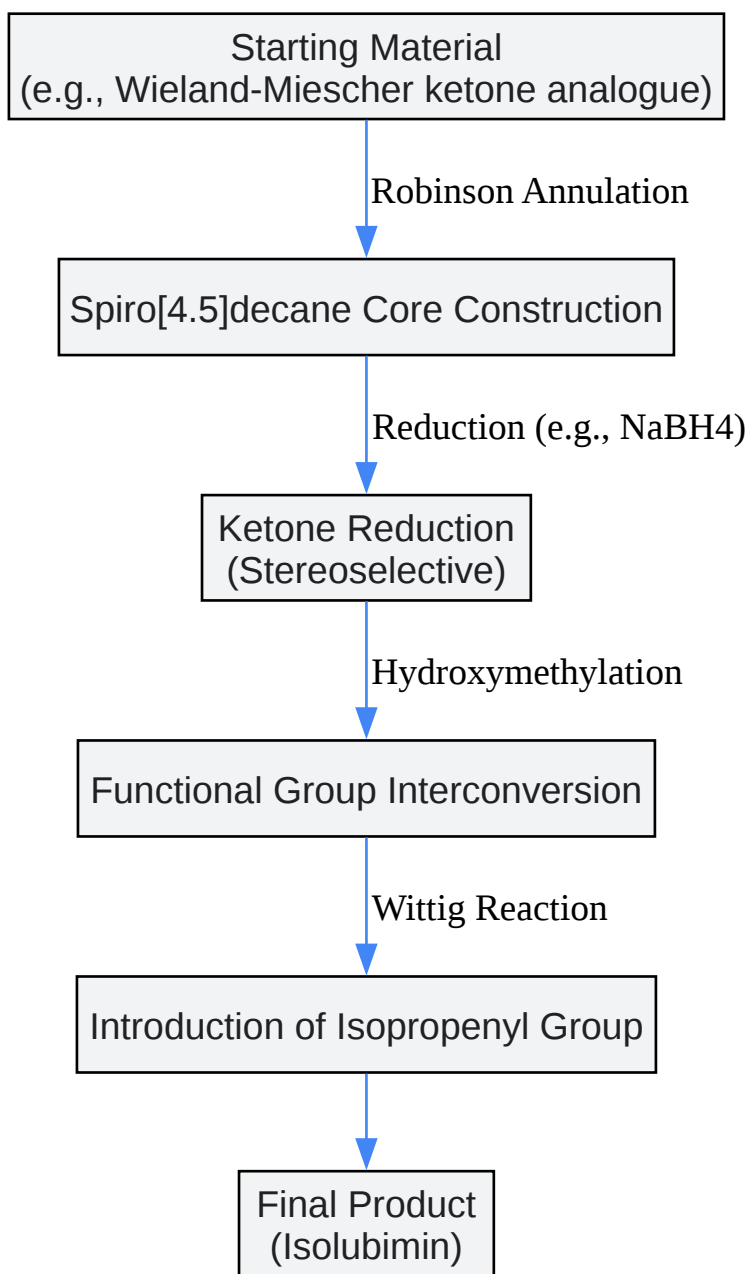 Starting Material
(e.g., Wieland-Miescher ketone analogue)
Robinson Annulation
Spiro[4.5]decane Core Construction
Reduction (e.g., NaBH4)
Ketone Reduction
(Stereoselective)
Hydroxymethylation
Functional Group Interconversion
Wittig Reaction
Introduction of Isopropenyl Group
Final Product
(Isolubimin)